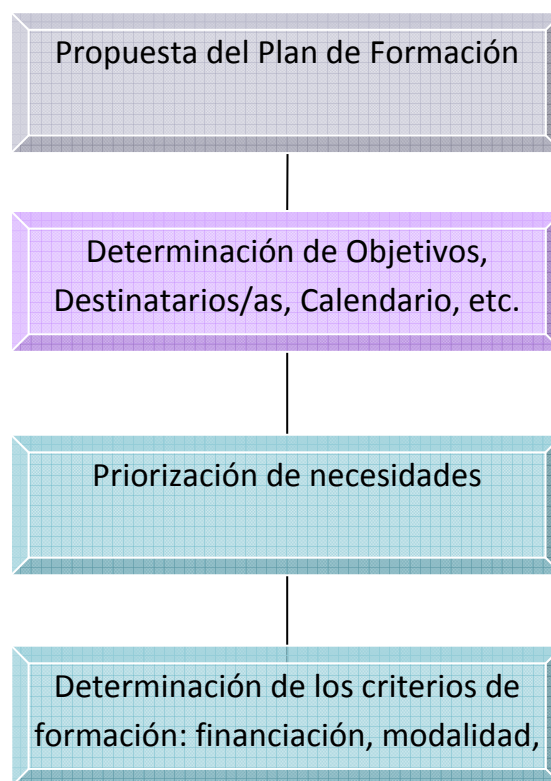 Propuesta del Plan de Formación
Determinación de Objetivos,
Destinatarios/as, Calendario, etc.
Priorización de necesidades
Determinación de los criterios de
formación: financiación, modalidad,